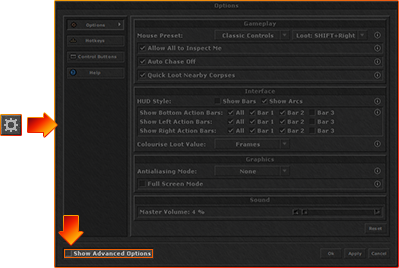 Options
Options
Hotkeys
Control Buttons
Help
Gameplay
Mouse Preset: Classic Controls Loot: SHIFT+Right
Allow All to Inspect Me
Auto Chase Off
Quick Loot Nearby Corpses
Interface
HUD Style: Show Bars Show Arcs
Show Bottom Action Bars: All Bar 1 Bar 2 Bar 3
Show Left Action Bars: All Bar 1 Bar 2 Bar 3
Show Right Action Bars: All Bar 1 Bar 2 Bar 3
Colourise Loot Value: Frames
Graphics
Antialiasing Mode: None
Full Screen Mode
Sound
Master Volume: 4 %
Reset
Show Advanced Options
Ok Apply Cancel